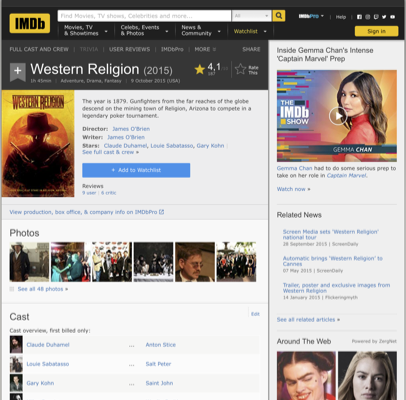 IMDb
Find Movies, TV shows, Celebrities and more...
All
IMDbPro
Help
Movies, TV
& Showtimes
Celebs, Events
& Photos
News &
Community
Watchlist
Sign in
FULL CAST AND CREW | TRIVIA | USER REVIEWS | IMDbPro | MORE
SHARE
Western Religion (2015)
1h 45min | Adventure, Drama, Fantasy | 9 October 2015 (USA)
4,1
Rate
This
WESTERN RELIGION
The year is 1879. Gunfighters from the far reaches of the globe
descend on the mining town of Religion, Arizona to compete in a
legendary poker tournament.
Director: James O'Brien
Writer: James O'Brien
Stars: Claude Duhamel, Louie Sabatasso, Gary Kohn |
See full cast & crew »
+ Add to Watchlist
Reviews
9 user | 6 critic
View production, box office, & company info on IMDbPro
Photos
See all 48 photos »
Cast
Edit
Cast overview, first billed only:
Claude Duhamel ... Anton Stice
Louie Sabatasso ... Salt Peter
Gary Kohn ... Saint John
Inside Gemma Chan's Intense
'Captain Marvel' Prep
THE
IMDb
SHOW
GEMMA CHAN
Gemma Chan had to do some serious prep to
take on her role in Captain Marvel.
Watch now »
Related News
Screen Media sets 'Western Religion'
national tour
28 September 2015 | ScreenDaily
Automatic brings 'Western Religion' to
Cannes
07 May 2015 | ScreenDaily
Trailer, poster and exclusive images from
Western Religion
14 January 2015 | Flickeringmyth
See all related articles »
Around The Web
Powered by ZergNet